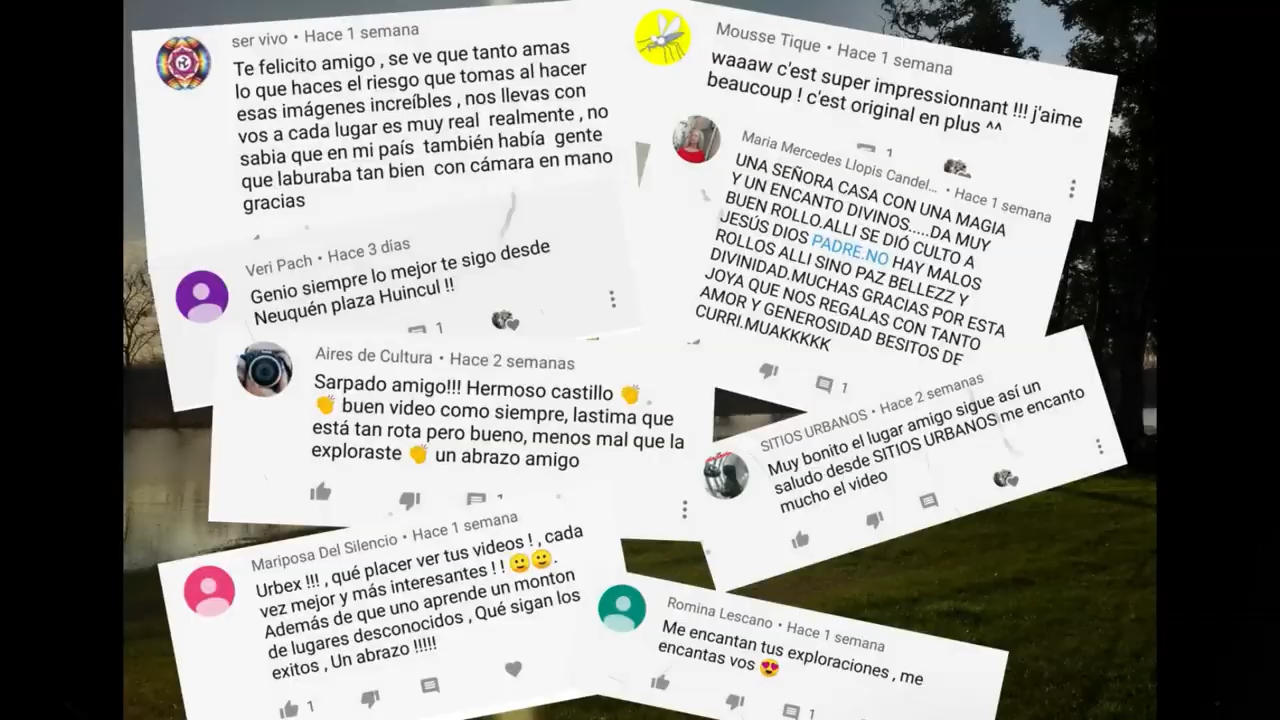 ser vivo • Hace 1 semana
Te felicito amigo , se ve que tanto amas
lo que haces el riesgo que tomas al hacer
esas imágenes increíbles , nos llevas con
vos a cada lugar es muy real realmente , no
sabia que en mi país también había gente
que laburaba tan bien con cámara en mano
gracias
Veri Pach • Hace 3 días
Genio siempre lo mejor te sigo desde
Neuquén plaza Huincul !!
1
Aires de Cultura • Hace 2 semanas
Sarpado amigo!!! Hermoso castillo 👏
👏 buen video como siempre, lastima que
está tan rota pero bueno, menos mal que la
exploraste 👏 un abrazo amigo
Mariposa Del Silencio • Hace 1 semana
Urbex !!! , qué placer ver tus videos ! , cada
vez mejor y más interesantes ! ! 🙂🙂.
Además de que uno aprende un monton
de lugares desconocidos , Qué sigan los
exitos , Un abrazo !!!!!
1
Mousse Tique • Hace 1 semana
waaaw c'est super impressionnant !!! j'aime
beaucoup ! c'est original en plus ^^
1
Maria Mercedes Llopis Candel... • Hace 1 semana
UNA SEÑORA CASA CON UNA MAGIA
Y UN ENCANTO DIVINOS.....DA MUY
BUEN ROLLO.ALLI SE DIÓ CULTO A
JESÚS DIOS PADRE.NO HAY MALOS
ROLLOS ALLI SINO PAZ BELLEZZ Y
DIVINIDAD.MUCHAS GRACIAS POR ESTA
JOYA QUE NOS REGALAS CON TANTO
AMOR Y GENEROSIDAD BESITOS DE
CURRI.MUAKKKKK
1
SITIOS URBANOS • Hace 2 semanas
Muy bonito el lugar amigo sigue así un
saludo desde SITIOS URBANOS me encanto
mucho el video
Romina Lescano • Hace 1 semana
Me encantan tus exploraciones , me
encantas vos 😍
1